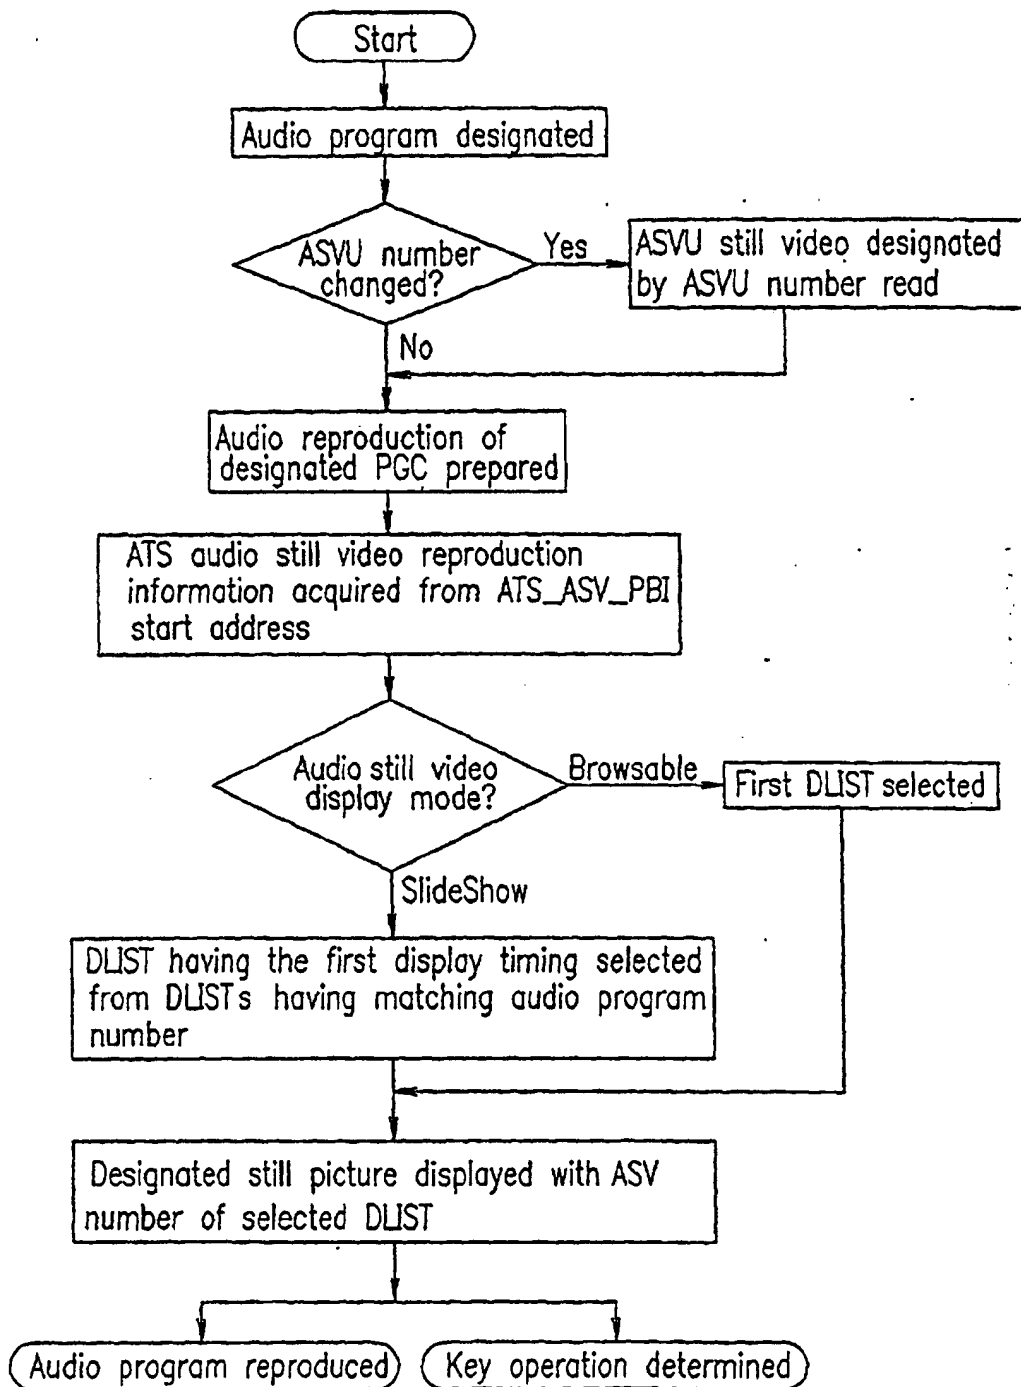 Start
Audio program designated
ASVU number
changed?
Yes
ASVU still video designated
by ASVU number read
No
Audio reproduction of
designated PGC prepared
ATS audio still video reproduction
information acquired from ATS_ASV_PBI
start address
Audio still video
display mode?
Browsable
First DLIST selected
SlideShow
DLIST having the first display timing selected
from DLISTs having matching audio program
number
Designated still picture displayed with ASV
number of selected DLIST
Audio program reproduced
Key operation determined